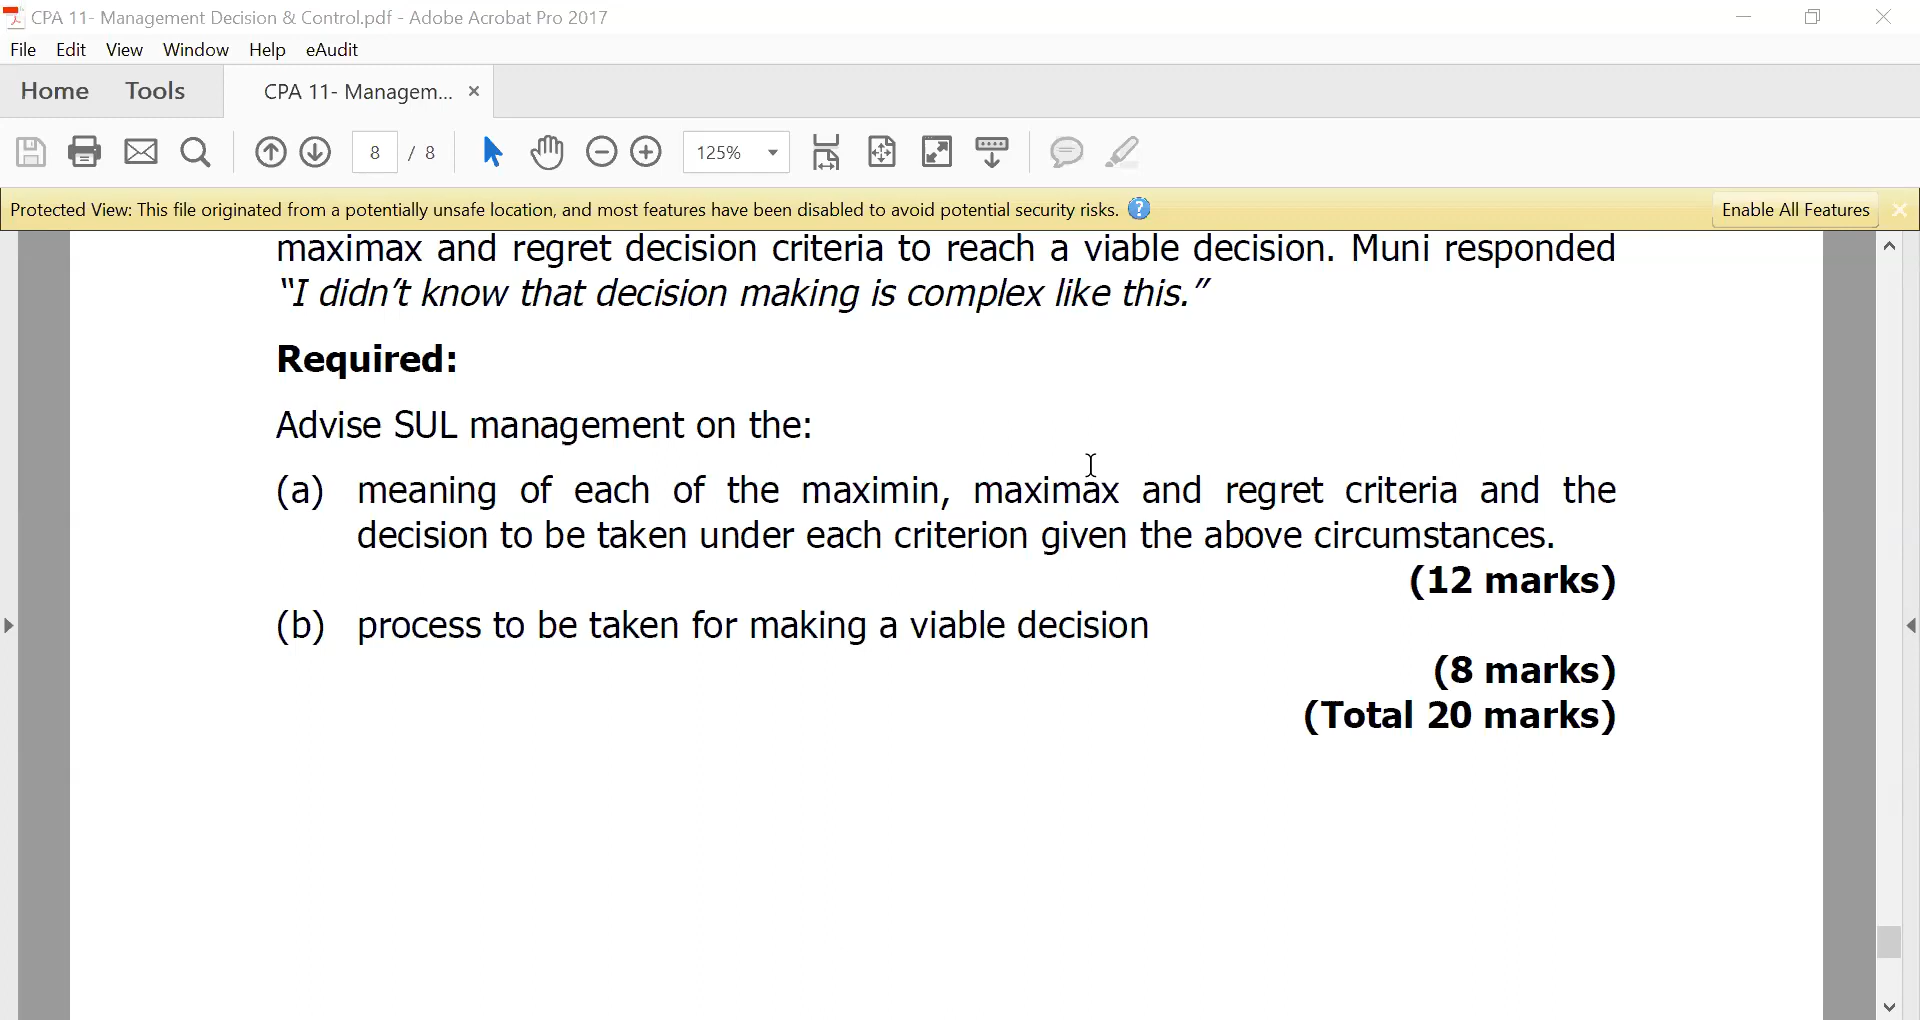 CPA 11- Management Decision & Control.pdf - Adobe Acrobat Pro 2017
File Edit View Window Help eAudit
Home Tools CPA 11- Managem... ×
8 / 8 125%
Protected View: This file originated from a potentially unsafe location, and most features have been disabled to avoid potential security risks. ? Enable All Features
maximax and regret decision criteria to reach a viable decision. Muni responded
“I didn’t know that decision making is complex like this.”
Required:
Advise SUL management on the:
(a) meaning of each of the maximin, maximax and regret criteria and the
decision to be taken under each criterion given the above circumstances.
(12 marks)
(b) process to be taken for making a viable decision
(8 marks)
(Total 20 marks)